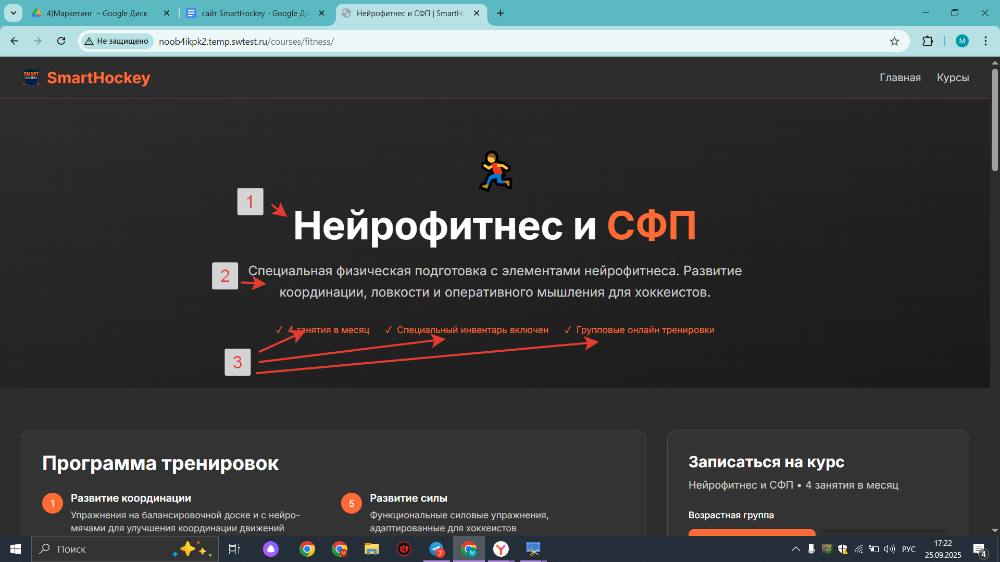 4)Маркетинг – Google Диск
сайт SmartHockey - Google До
Нейрофитнес и СФП | SmartHo
Не защищено
noob4ikpk2.temp.swtest.ru/courses/fitness/
M
SMART
HOCKEY
SmartHockey
Главная
Курсы
1
Нейрофитнес и СФП
2
Специальная физическая подготовка с элементами нейрофитнеса. Развитие
координации, ловкости и оперативного мышления для хоккеистов.
✓ 4 занятия в месяц
✓ Специальный инвентарь включен
✓ Групповые онлайн тренировки
3
Программа тренировок
1
Развитие координации
Упражнения на балансировочной доске и с нейро-
мячами для улучшения координации движений
5
Развитие силы
Функциональные силовые упражнения,
адаптированные для хоккеистов
Записаться на курс
Нейрофитнес и СФП • 4 занятия в месяц
Возрастная группа
Поиск
M
7
M
РУС
17:22
25.09.2025
4